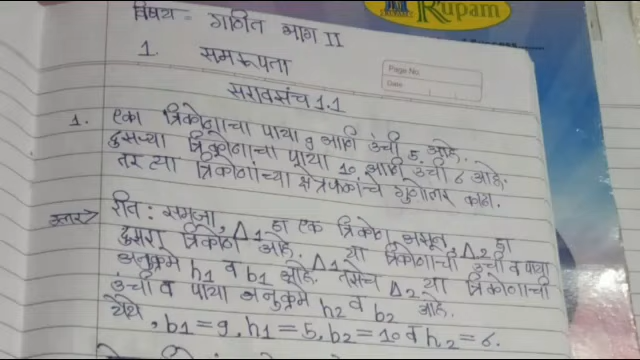 Rupam
विषय = गणित भाग II
1. समरूपता
Page No.
Date
सरावसंच 1.1
1. एका त्रिकोणाचा पाया 9 आणि उंची 5 आहे.
दुसऱ्या त्रिकोणाचा पाया 10 आणि उंची 6 आहे.
तर त्या त्रिकोणांच्या क्षेत्रफळांचे गुणोत्तर काढा.
उत्तर> रीत : समजा, Δ1 हा एक त्रिकोण असून, Δ2 हा
दुसरा त्रिकोण आहे. Δ1 या त्रिकोणाची उंची व पाया
अनुक्रमे h1 व b1 आहे. तसेच Δ2 या त्रिकोणाची
उंची व पाया अनुक्रमे h2 व b2 आहे.
येथे, b1 = 9, h1 = 5, b2 = 10 व h2 = 6.